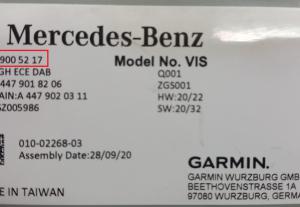 Mercedes-Benz
900 52 17 Model No. VIS
GH ECE DAB Q001
447 901 82 06 ZGS001
AIN: A 447 902 03 11 HW: 20/22
SZ005986 SW: 20/32
010-02268-03
Assembly Date: 28/09/20 GARMIN.
GARMIN WURZBURG GMB
BEETHOVENSTRASSE 1A
E IN TAIWAN 97080 WURZBURG, GERMA